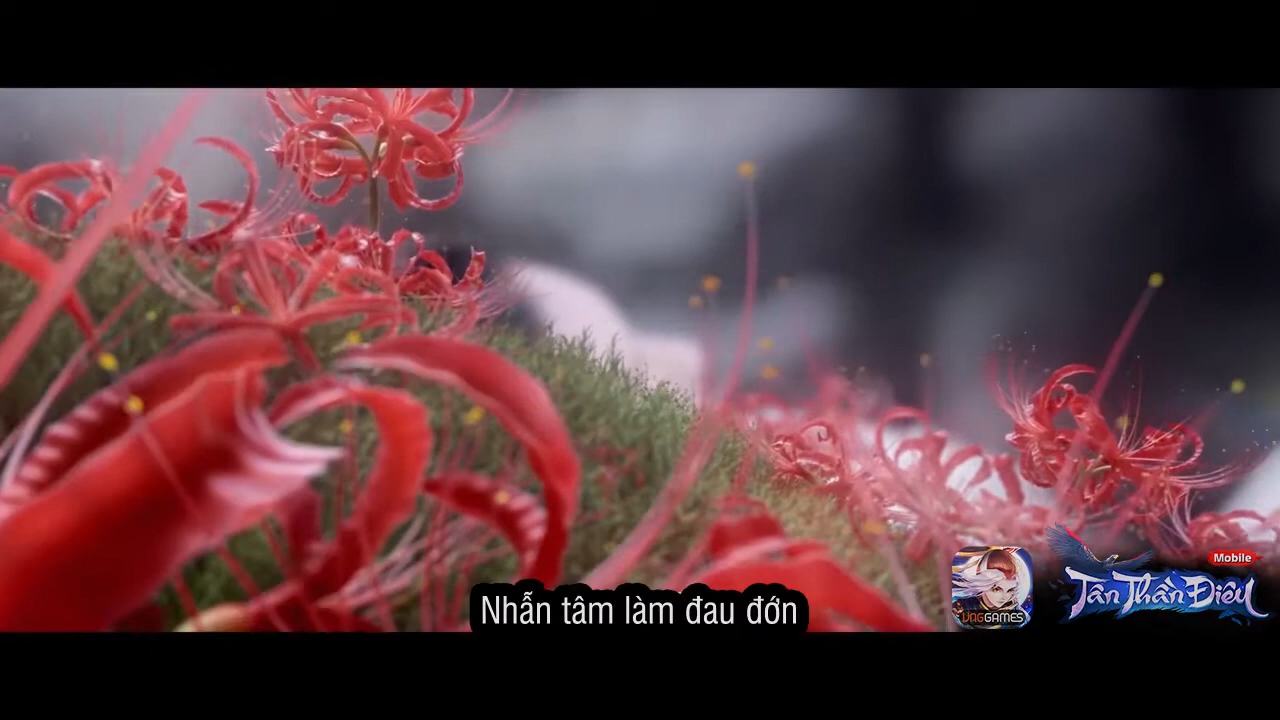 Nhẫn tâm làm đau đớn
VNGGAMES
Mobile
Tân Thần Điêu